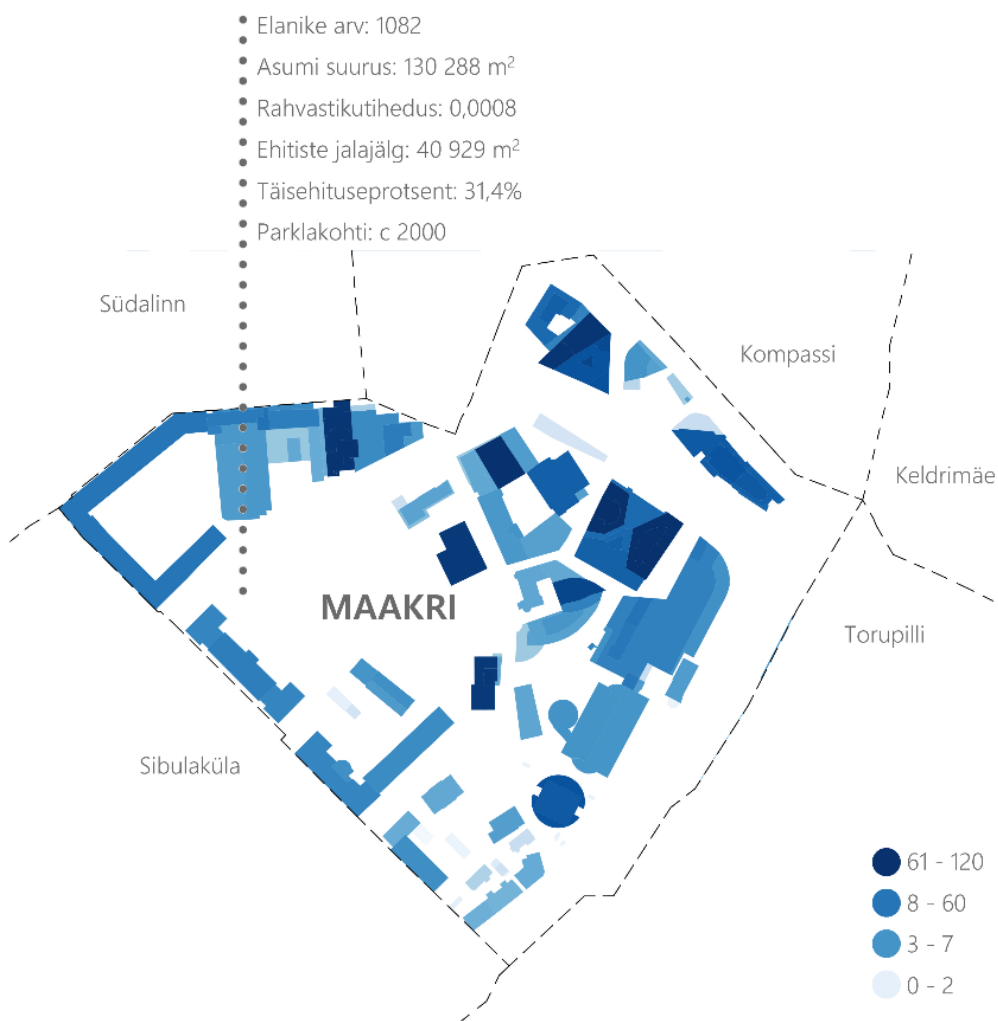 Elanike arv: 1082
Asumi suurus: 130 288 m²
Rahvastikutihedus: 0,0008
Ehitiste jalajälg: 40 929 m²
Täisehituseprotsent: 31,4%
Parklakohti: c 2000
Südalinn
Kompassi
Keldrimäe
MAAKRI
Torupilli
Sibulaküla
61 - 120
8 - 60
3 - 7
0 - 2